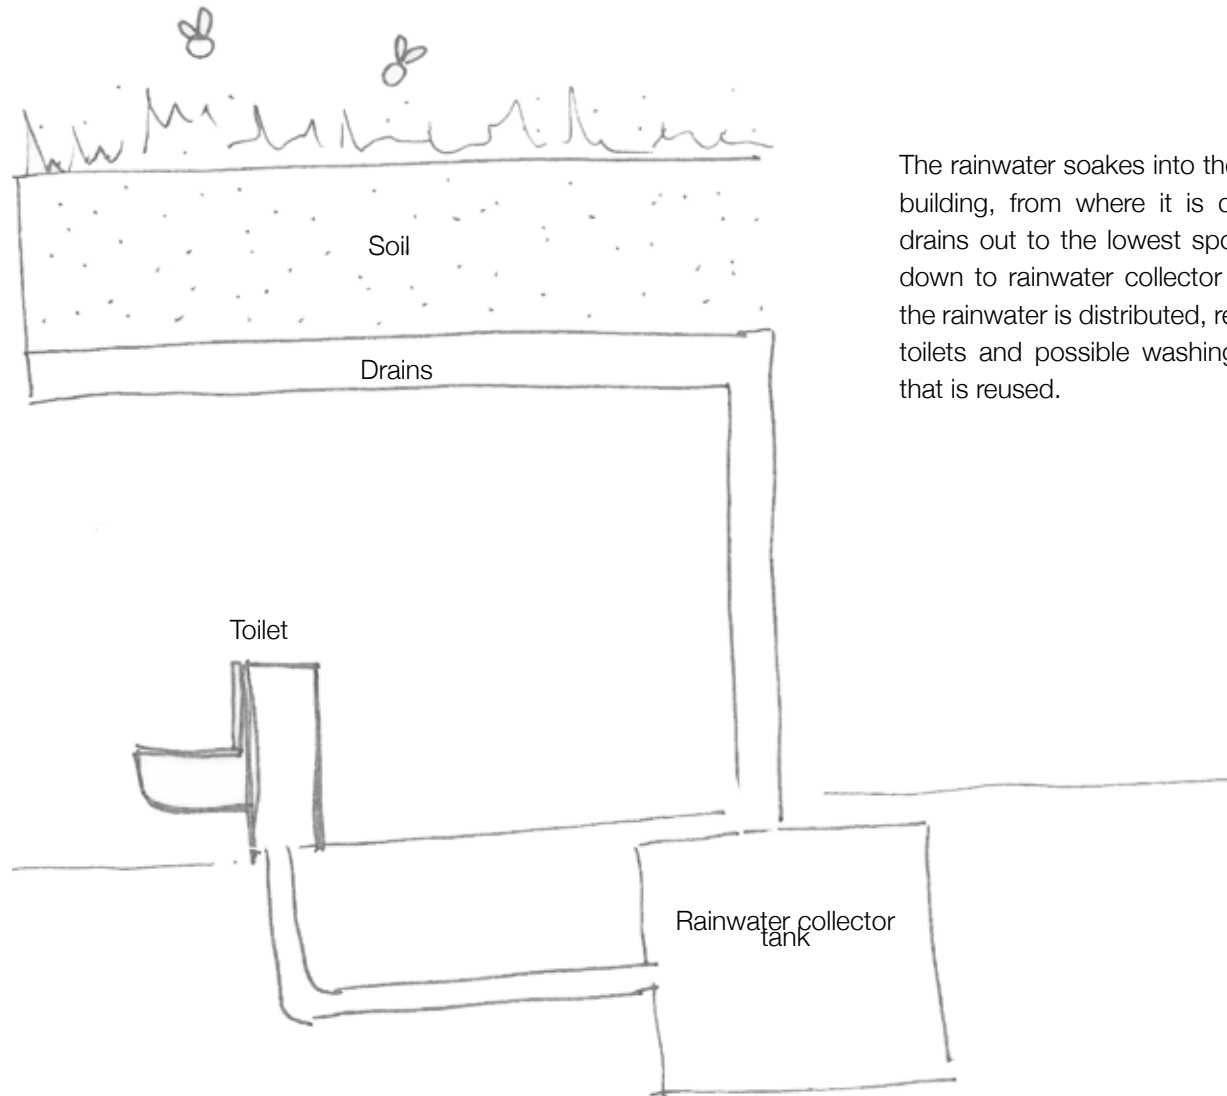 Soil
Drains
Toilet
Rainwater collector
tank
The rainwater soakes into the
building, from where it is
drains out to the lowest
down to rainwater collector
the rainwater is distributed,
toilets and possible washing
that is reused.